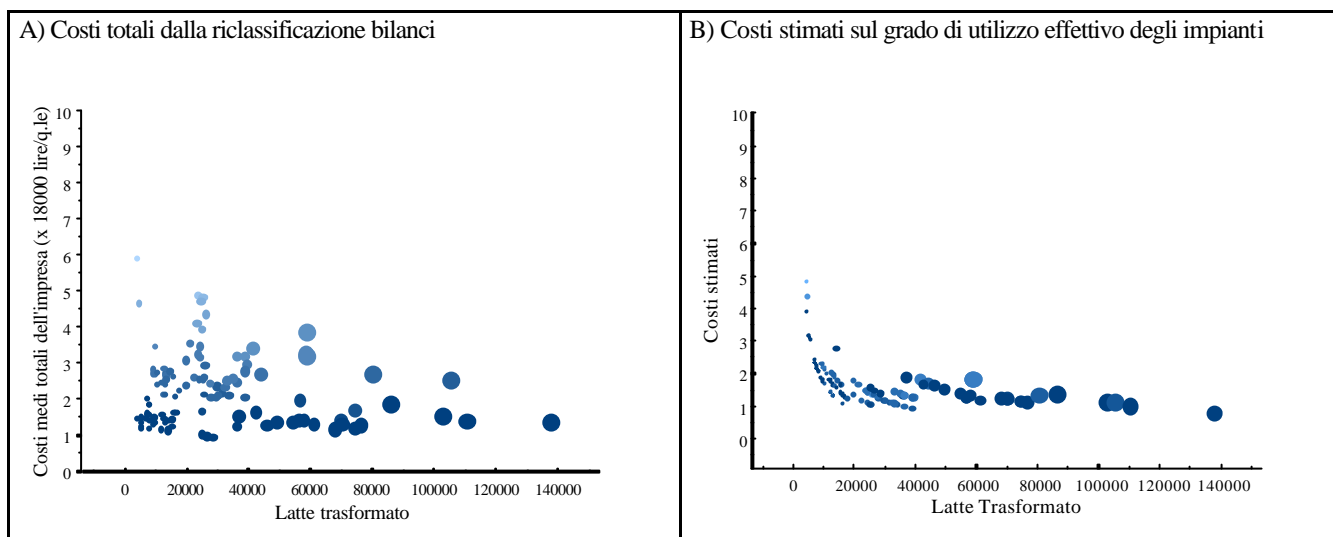 A) Costi totali dalla riclassificazione bilanci
Costi medi totali dell'impresa (x 18000 lire/q.le)
10
9
8
7
6
5
4
3
2
1
0
0 20000 40000 60000 80000 100000 120000 140000
Latte trasformato
B) Costi stimati sul grado di utilizzo effettivo degli impianti
Costi stimati
10
9
8
7
6
5
4
3
2
1
0
0 20000 40000 60000 80000 100000 120000 140000
Latte Trasformato